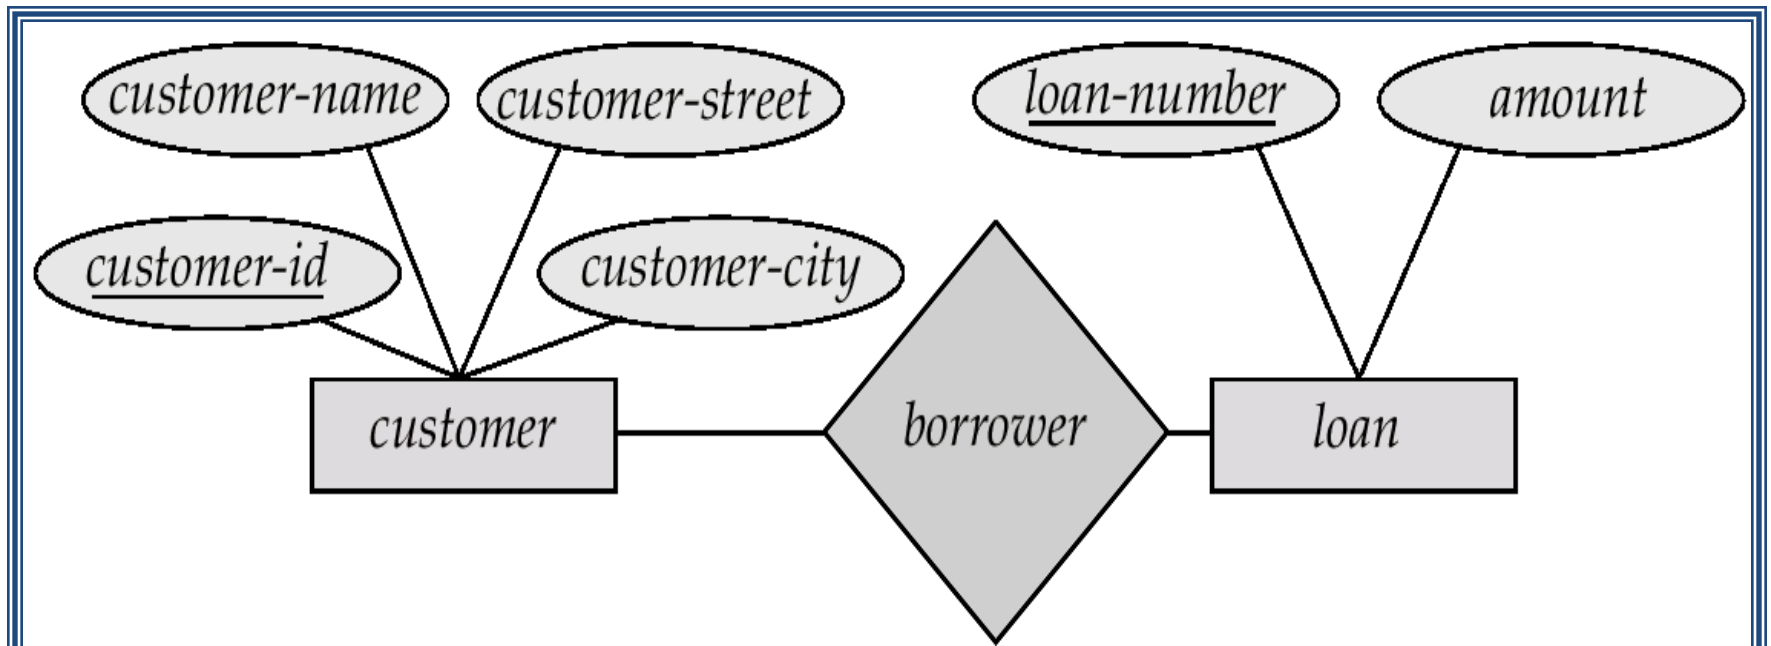 customer-name
customer-street
loan-number
amount
customer-id
customer-city
customer
borrower
loan